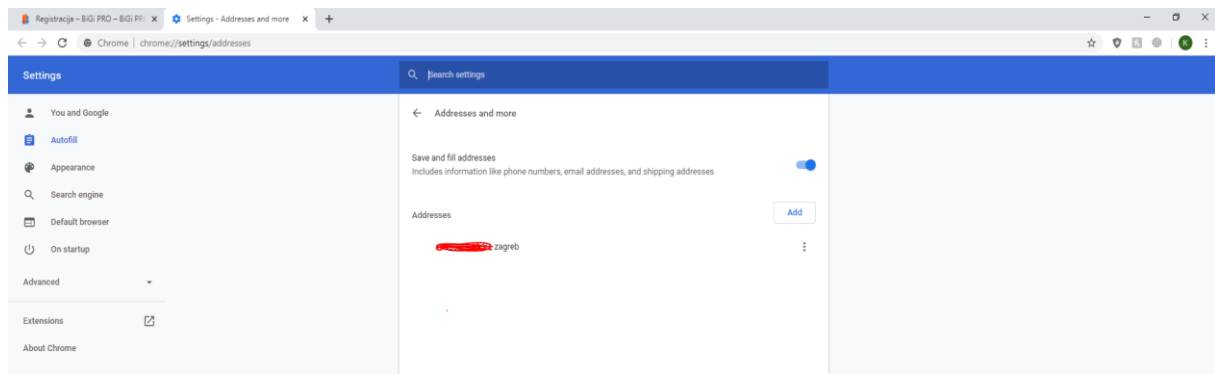 Registracija – BiGi PRO – BiGi PR
Settings - Addresses and more
Chrome | chrome://settings/addresses
K
Settings
Search settings
You and Google
Autofill
Appearance
Search engine
Default browser
On startup
Advanced
Extensions
About Chrome
Addresses and more
Save and fill addresses
Includes information like phone numbers, email addresses, and shipping addresses
Addresses
Add
zagreb